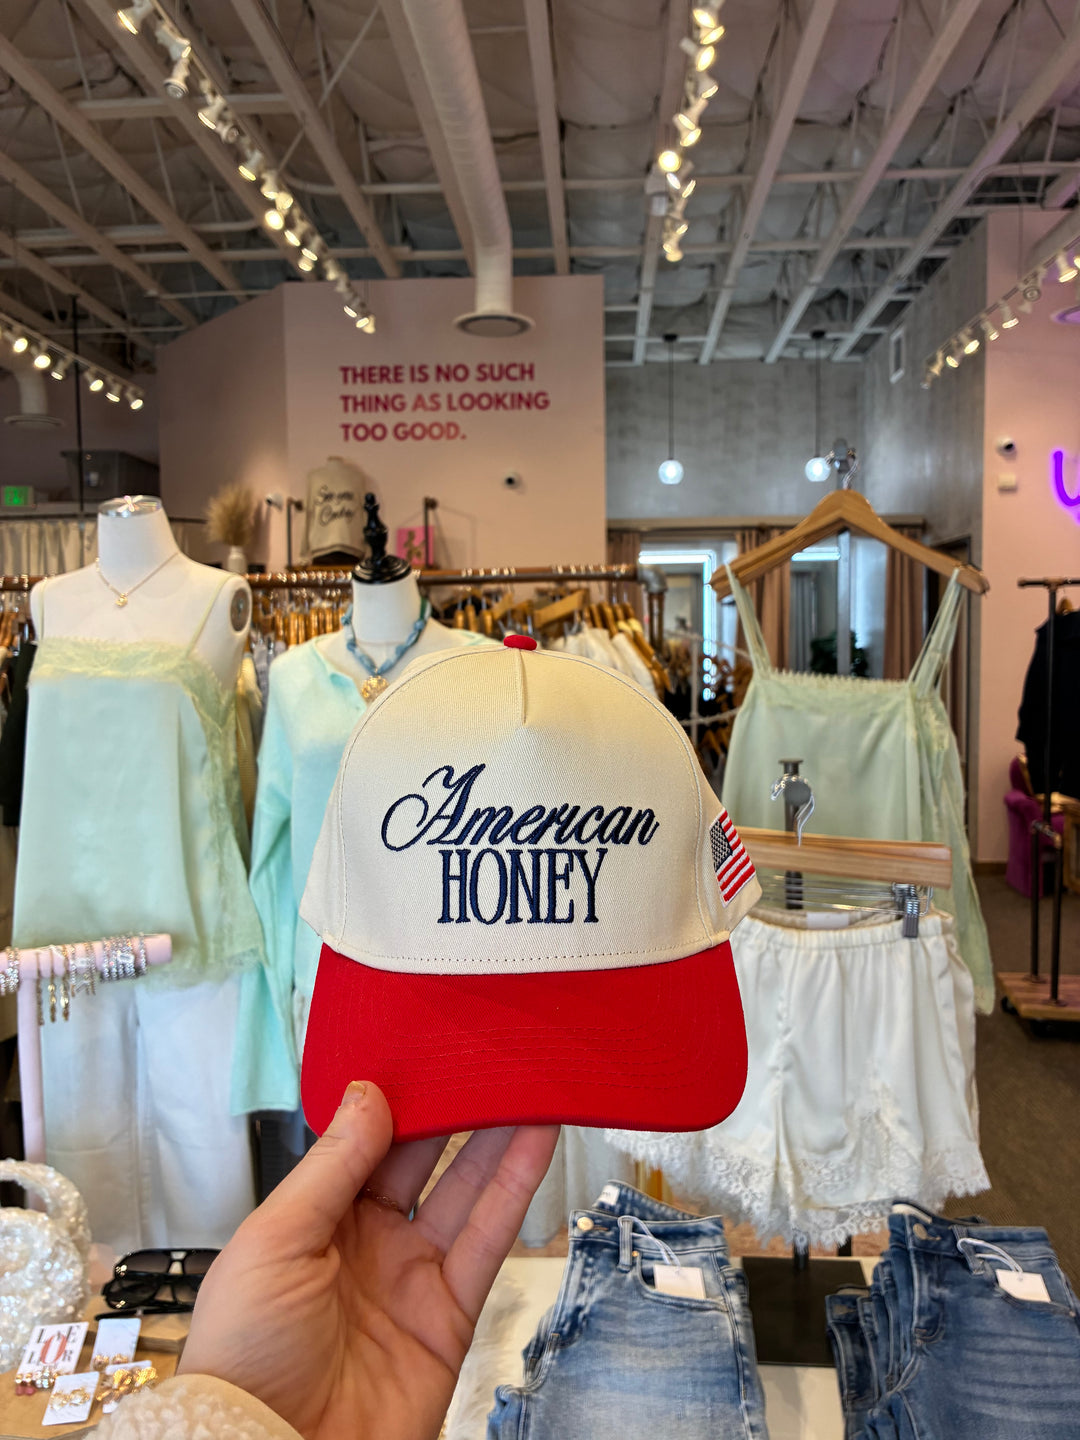 THERE IS NO SUCH
THING AS LOOKING
TOO GOOD.
American
HONEY